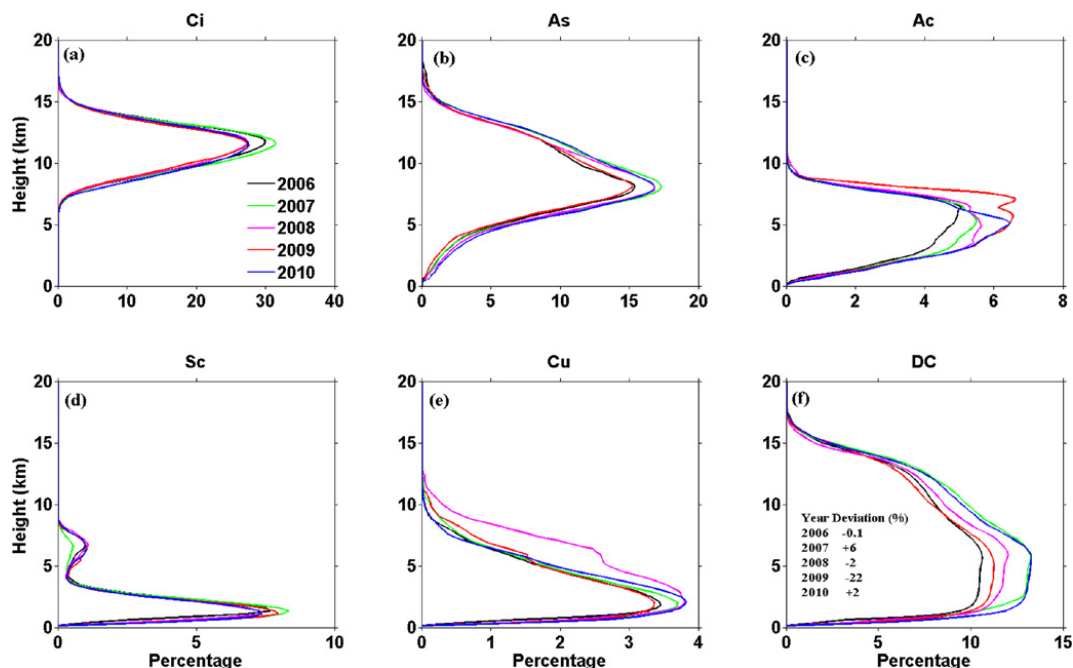 Ci
As
Ac
20
15
10
5
0
Height (km)
(a)
2006
2007
2008
2009
2010
0 10 20 30 40
20
15
10
5
0
(b)
0 5 10 15 20
20
15
10
5
0
(c)
0 2 4 6 8
Sc
Cu
DC
20
15
10
5
0
Height (km)
(d)
0 5 10
Percentage
20
15
10
5
0
(e)
0 1 2 3 4
Percentage
20
15
10
5
0
(f)
Year Deviation (%)
2006 -0.1
2007 +6
2008 -2
2009 -22
2010 +2
0 5 10 15
Percentage